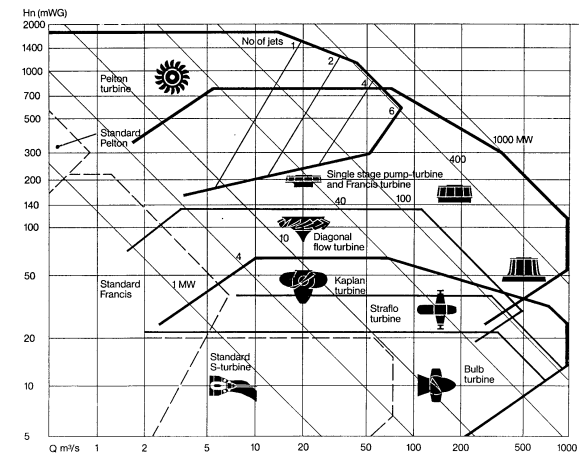 Hn (mWG)
2000
1400
1000
700
500
300
200
140
100
50
20
10
5
No of jets
1
2
4
6
Pelton
turbine
Standard
Pelton
1000 MW
400
Single stage pump-turbine
and Francis turbine
40
100
10
Diagonal
flow turbine
4
Standard
Francis
1 MW
Kaplan
turbine
Straflo
turbine
Standard
S-turbine
Bulb
turbine
Q m³/s
1
2
5
10
20
50
100
200
500
1000